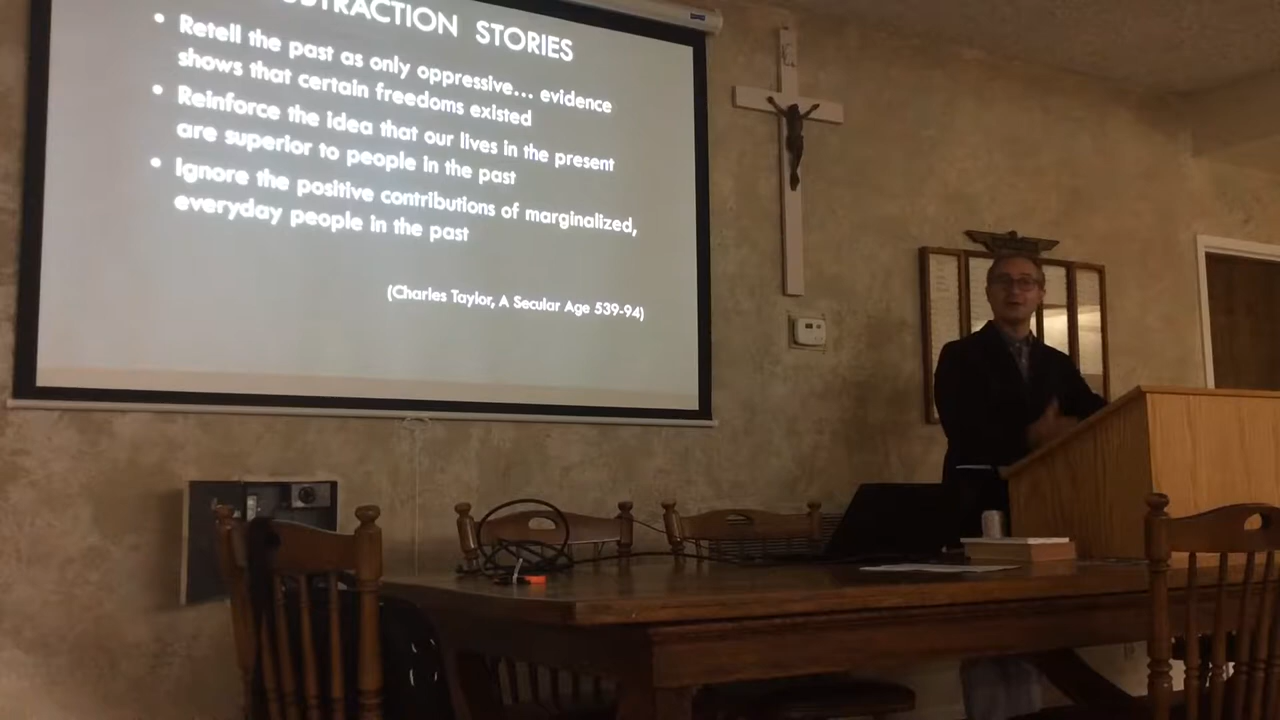 SUBTRACTION STORIES
• Retell the past as only oppressive... evidence
shows that certain freedoms existed
• Reinforce the idea that our lives in the present
are superior to people in the past
• Ignore the positive contributions of marginalized,
everyday people in the past
(Charles Taylor, A Secular Age 539-94)